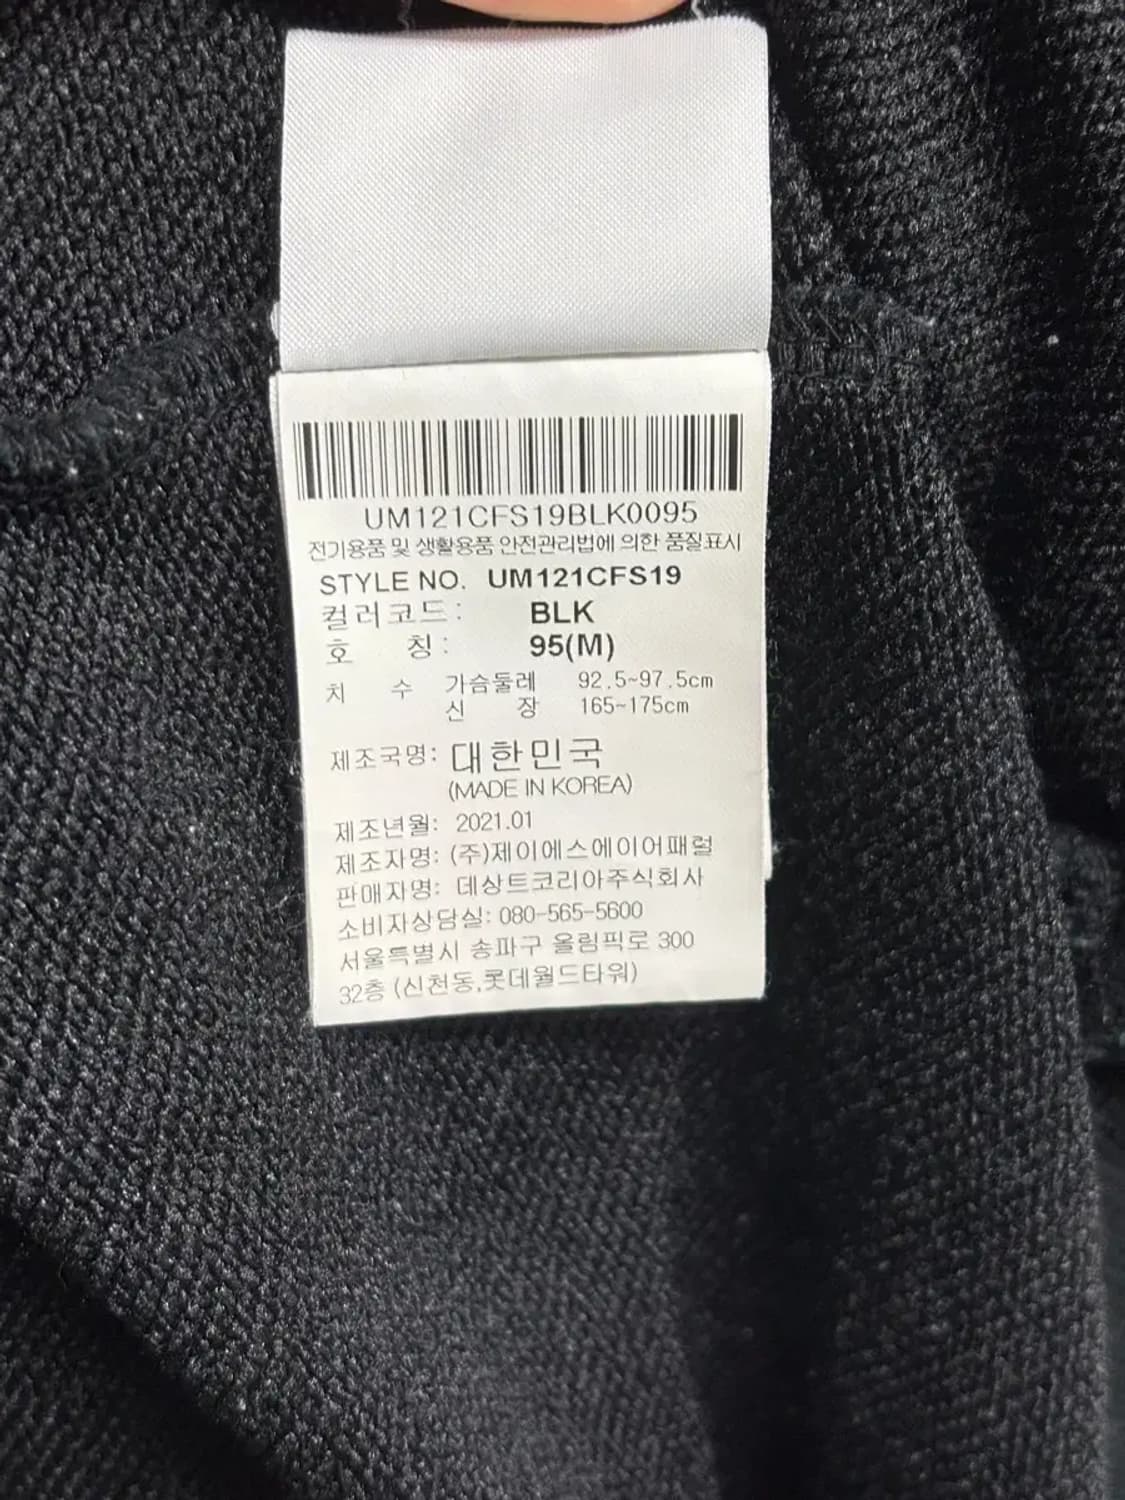 UM121CFS19BLK0095
전기용품 및 생활용품 안전관리법에 의한 품질표시
STYLE NO. UM121CFS19
컬러코드: BLK
호 칭: 95(M)
치 수 가슴둘레 92.5~97.5cm
신 장 165~175cm
제조국명: 대한민국
(MADE IN KOREA)
제조년월: 2021.01
제조자명: (주)제이에스에이어패럴
판매자명: 데상트코리아주식회사
소비자상담실: 080-565-5600
서울특별시 송파구 올림픽로 300
32층 (신천동,롯데월드타워)